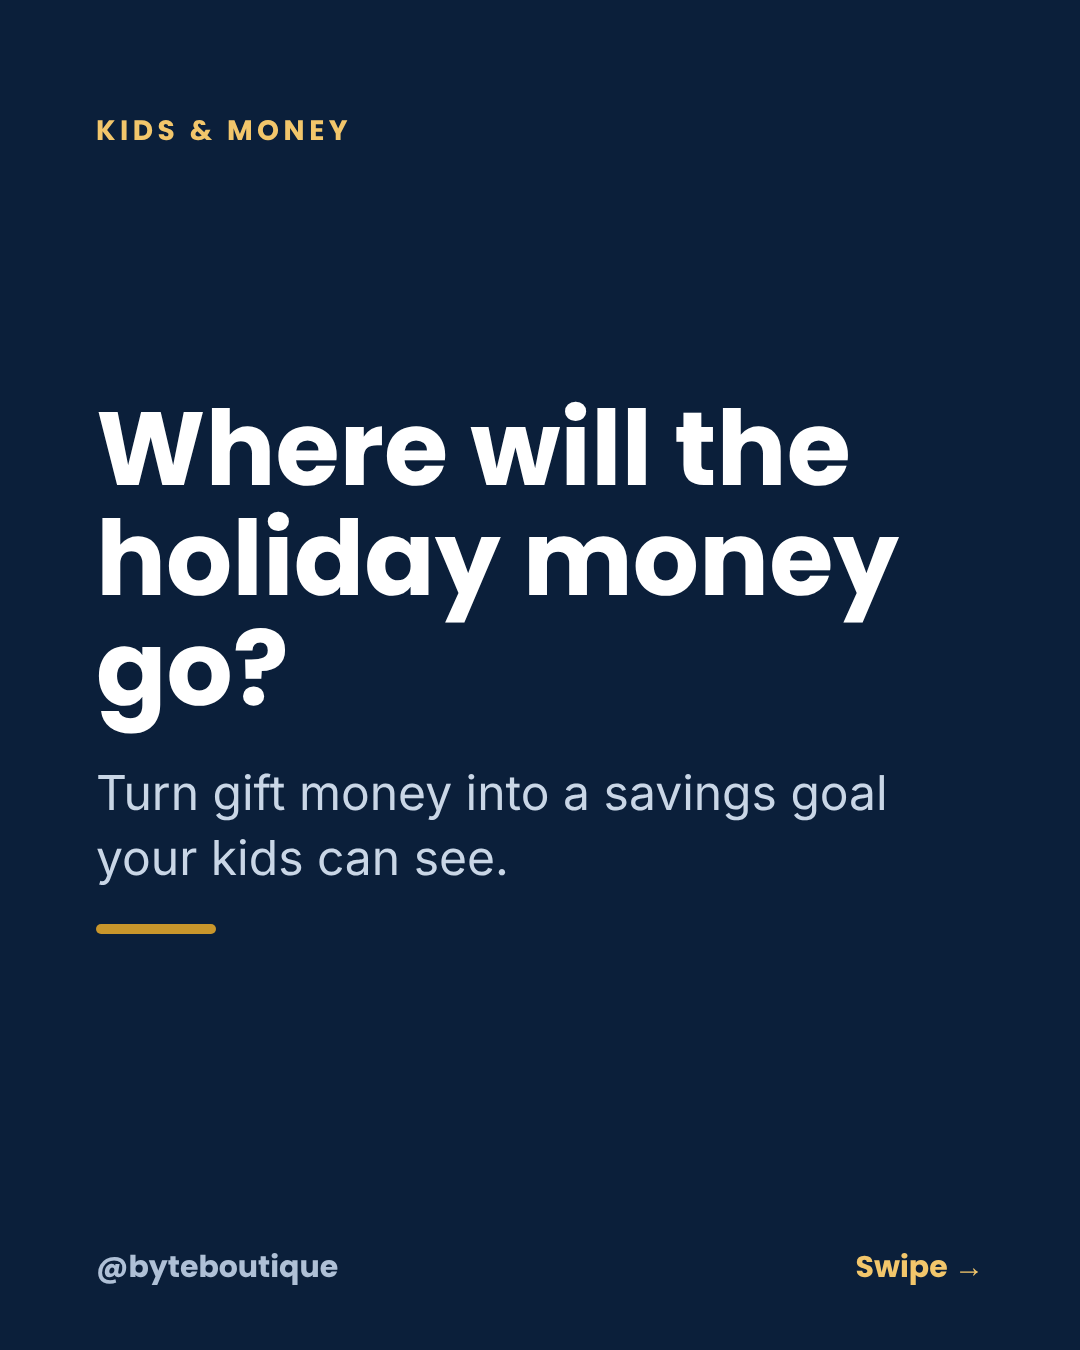 KIDS & MONEY
Where will the
holiday money
go?
Turn gift money into a savings goal
your kids can see.
@byteboutique
Swipe →